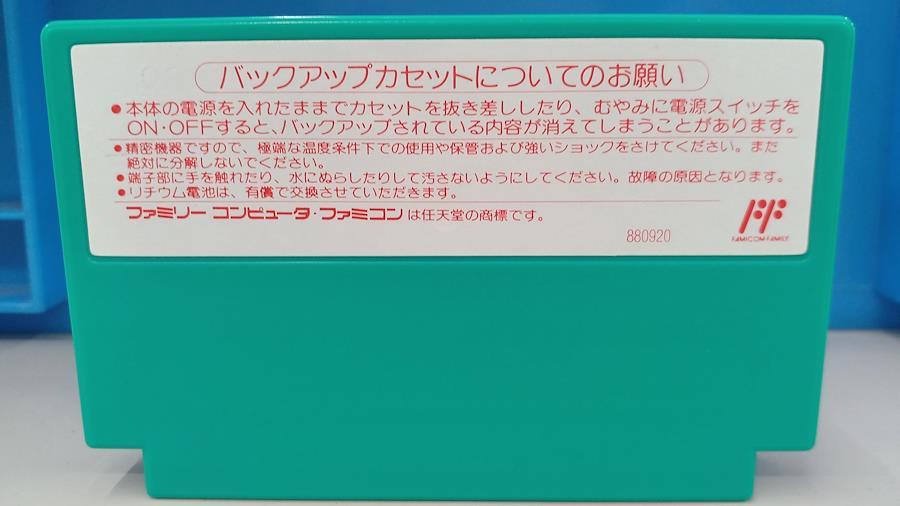 バックアップカセットについてのお願い
●本体の電源を入れたままでカセットを抜き差ししたり、むやみに電源スイッチを
ON・OFFすると、バックアップされている内容が消えてしまうことがあります。
●精密機器ですので、極端な温度条件下での使用や保管および強いショックをさけてください。また
絶対に分解しないでください。
●端子部に手を触れたり、水にぬらしたりして汚さないようにしてください。故障の原因となります。
●リチウム電池は、有償で交換させていただきます。
ファミリー コンピュータ・ファミコンは任天堂の商標です。
880920
FAMICOM FAMILY